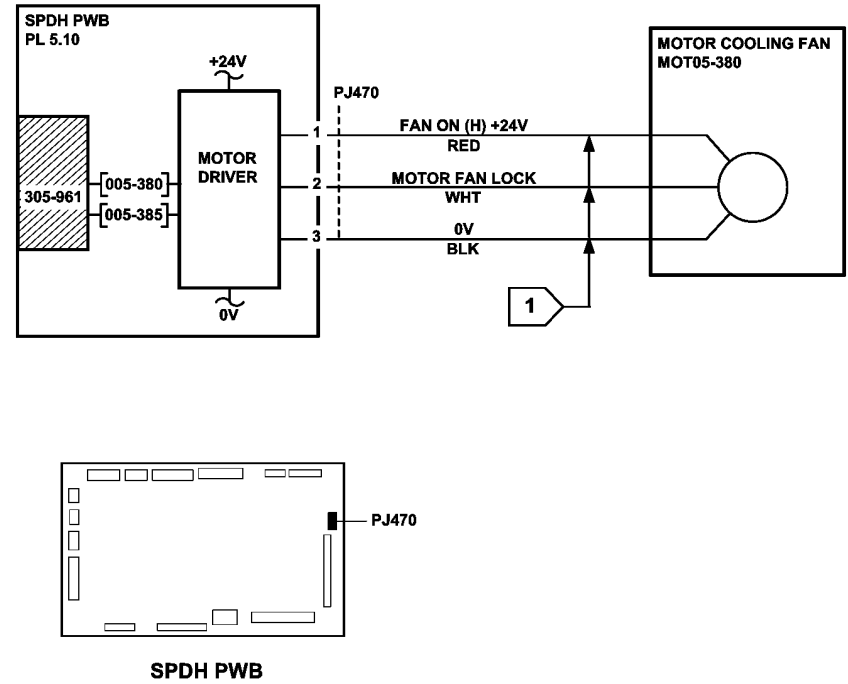 SPDH PWB
PL 5.10
+24V
PJ470
MOTOR COOLING FAN
MOT05-380
1
FAN ON (H) +24V
RED
MOTOR
DRIVER
305-961
005-380
005-385
2
MOTOR FAN LOCK
WHT
3
0V
BLK
1
0V
PJ470
SPDH PWB